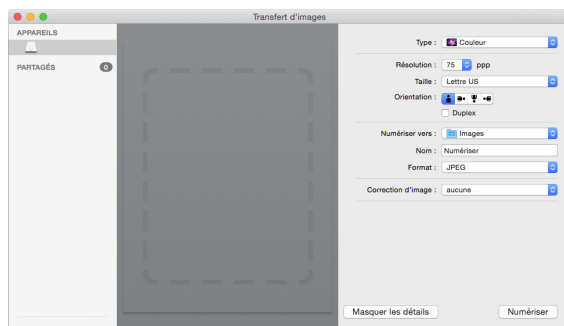 Transfert d'images
APPAREILS
PARTAGÉS 0
Type : Couleur
Résolution : 75 ppp
Taille : Lettre US
Orientation :
Duplex
Numériser vers : Images
Nom : Numériser
Format : JPEG
Correction d'image : aucune
Masquer les détails Numériser